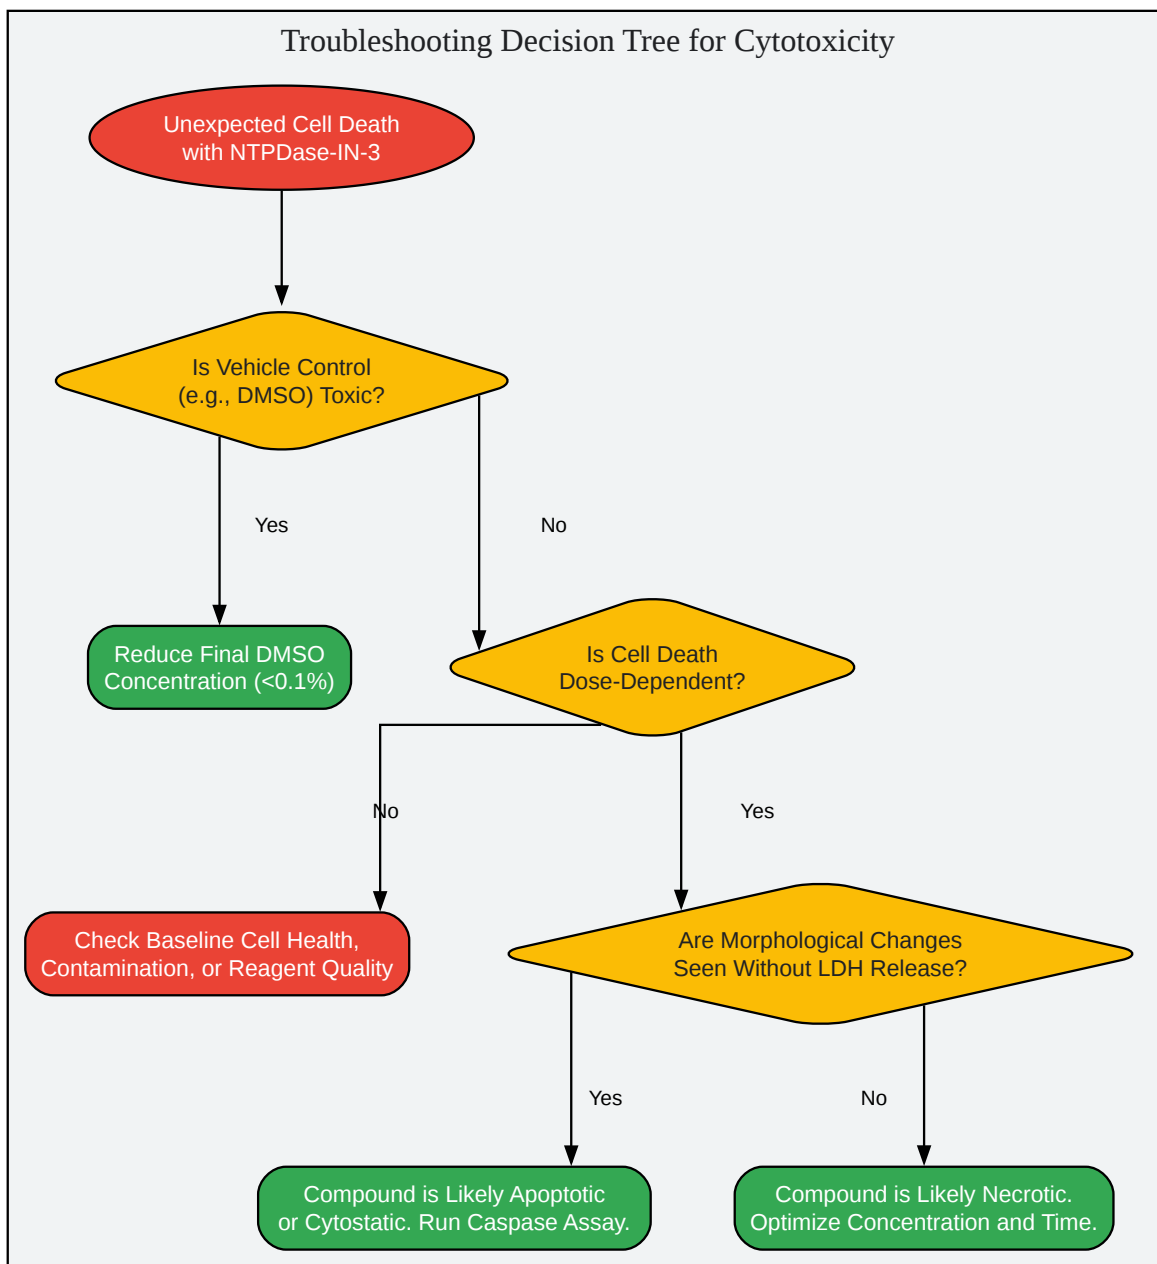 Troubleshooting Decision Tree for Cytotoxicity
Unexpected Cell Death
with NTPDase-IN-3
Is Vehicle Control
(e.g., DMSO) Toxic?
Yes
No
Reduce Final DMSO
Concentration (<0.1%)
Is Cell Death
Dose-Dependent?
No
Yes
Check Baseline Cell Health,
Contamination, or Reagent Quality
Are Morphological Changes
Seen Without LDH Release?
Yes
No
Compound is Likely Apoptotic
or Cytostatic. Run Caspase Assay.
Compound is Likely Necrotic.
Optimize Concentration and Time.